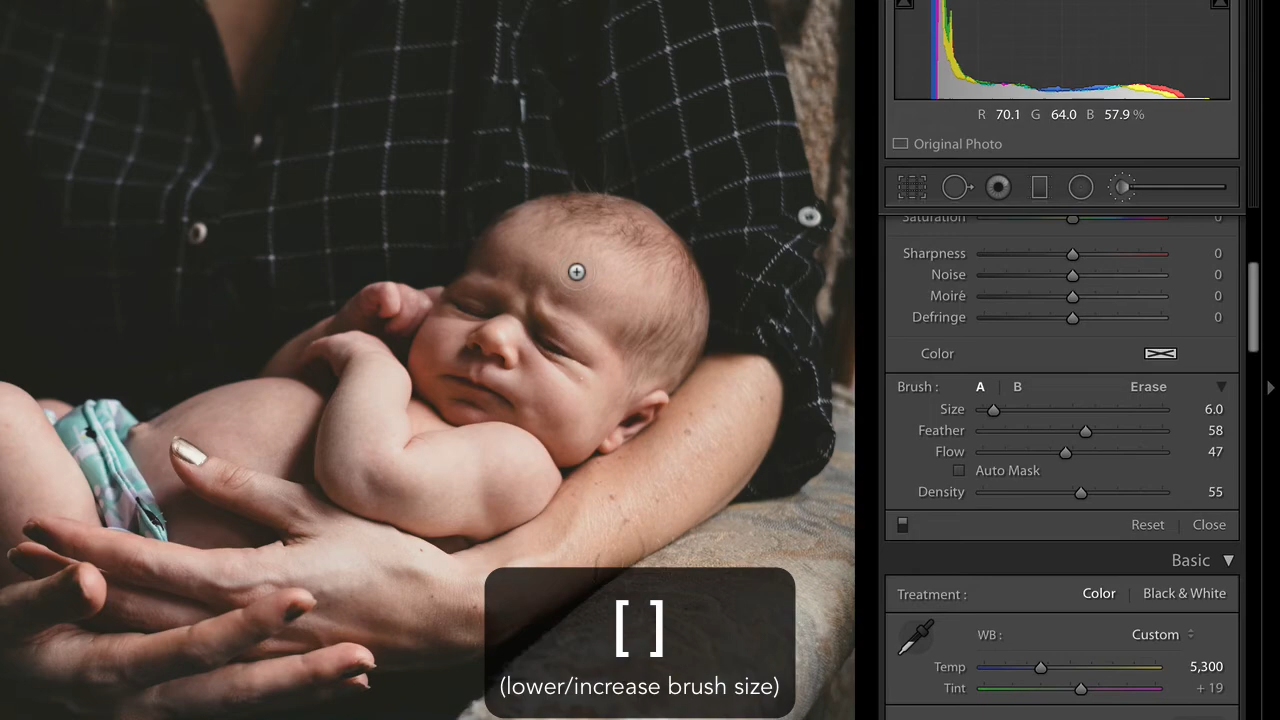 R 70.1 G 64.0 B 57.9 %
Original Photo
Saturation 0
Sharpness 0
Noise 0
Moiré 0
Defringe 0
Color
Brush : A | B Erase
Size 6.0
Feather 58
Flow 47
Auto Mask
Density 55
Reset | Close
Basic
Treatment : Color | Black & White
WB : Custom
Temp 5,300
Tint + 19
[ ]
(lower/increase brush size)